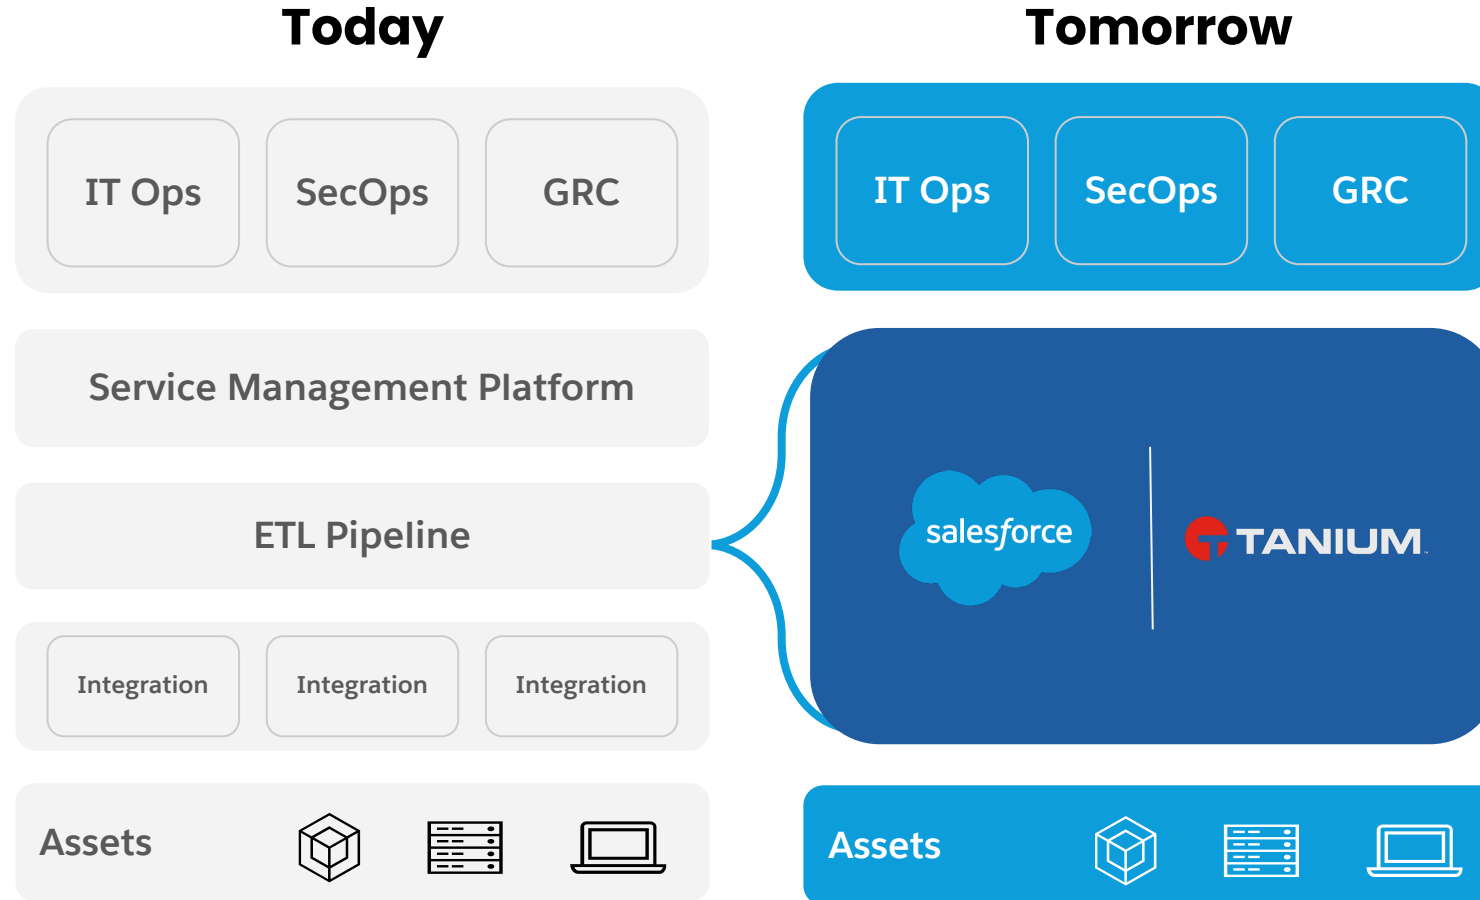 Today
Tomorrow
IT Ops
SecOps
GRC
IT Ops
SecOps
GRC
Service Management Platform
ETL Pipeline
salesforce
TANIUM
Integration
Integration
Integration
Assets
Assets